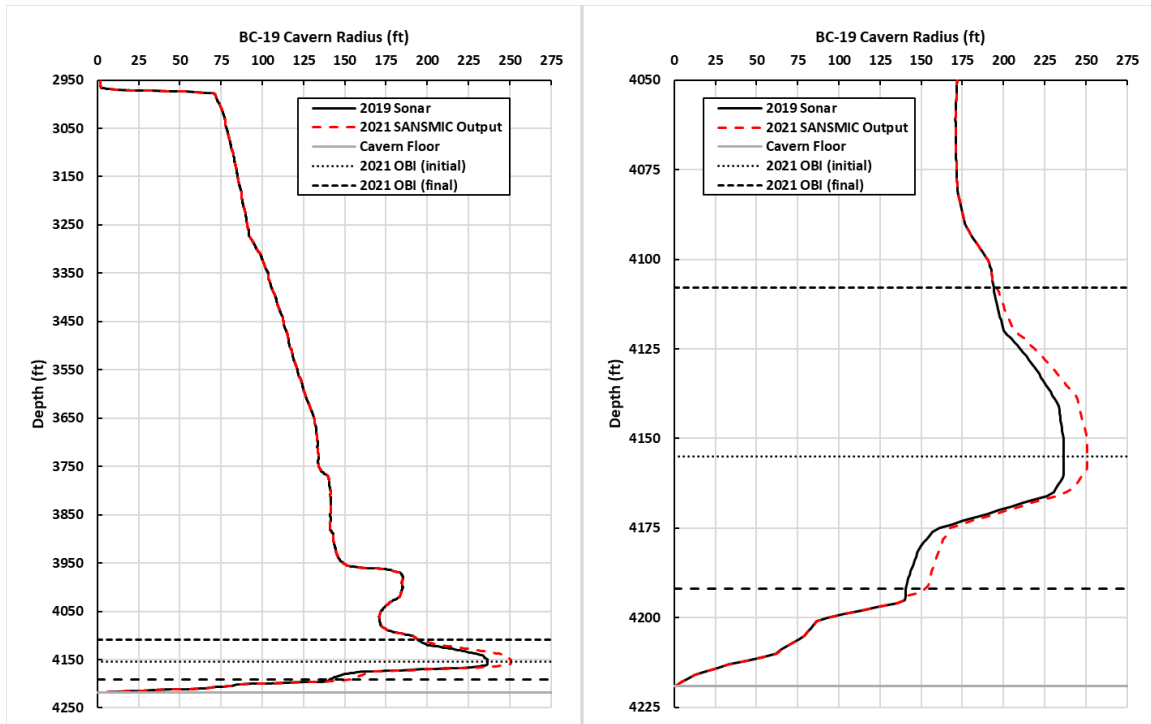 BC-19 Cavern Radius (ft)
0 25 50 75 100 125 150 175 200 225 250 275
2950
3050
3150
3250
3350
3450
3550
3650
3750
3850
3950
4050
4150
4250
Depth (ft)
2019 Sonar
2021 SANSMIC Output
Cavern Floor
2021 OBI (initial)
2021 OBI (final)
BC-19 Cavern Radius (ft)
0 25 50 75 100 125 150 175 200 225 250 275
4050
4075
4100
4125
4150
4175
4200
4225
Depth (ft)
2019 Sonar
2021 SANSMIC Output
Cavern Floor
2021 OBI (initial)
2021 OBI (final)